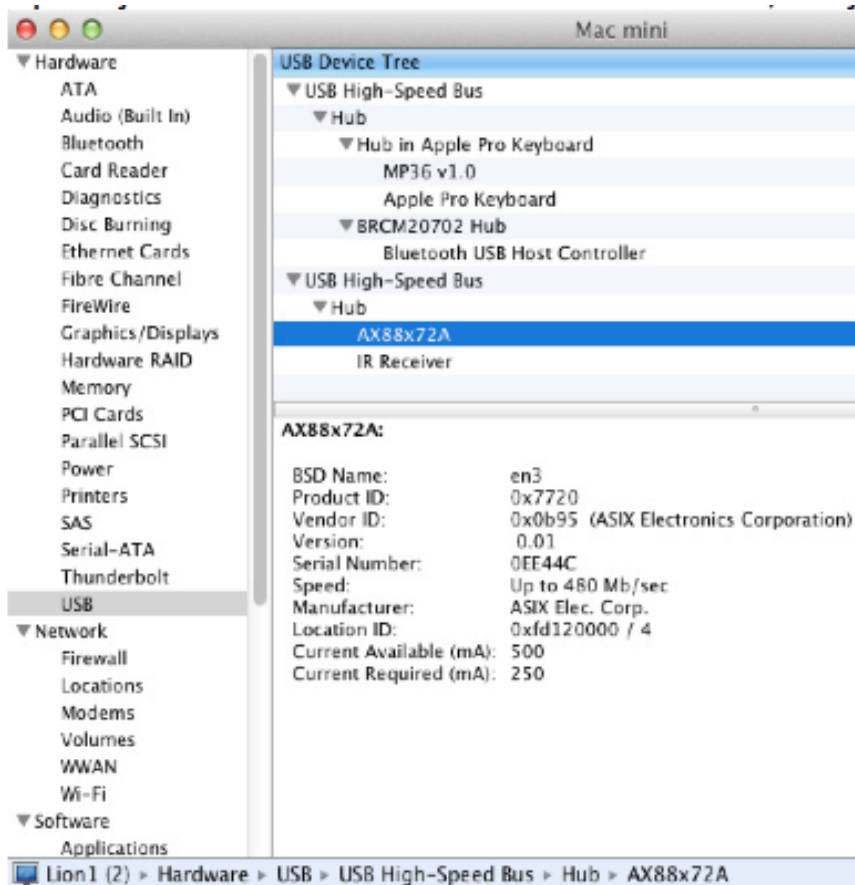 Mac mini
Hardware
ATA
Audio (Built In)
Bluetooth
Card Reader
Diagnostics
Disc Burning
Ethernet Cards
Fibre Channel
FireWire
Graphics/Displays
Hardware RAID
Memory
PCI Cards
Parallel SCSI
Power
Printers
SAS
Serial-ATA
Thunderbolt
USB
Network
Firewall
Locations
Modems
Volumes
WWAN
Wi-Fi
Software
Applications
USB Device Tree
USB High-Speed Bus
Hub
Hub in Apple Pro Keyboard
MP36 v1.0
Apple Pro Keyboard
BRCM20702 Hub
Bluetooth USB Host Controller
USB High-Speed Bus
Hub
AX88x72A
IR Receiver
AX88x72A:
BSD Name: en3
Product ID: 0x7720
Vendor ID: 0x0b95 (ASIX Electronics Corporation)
Version: 0.01
Serial Number: 0EE44C
Speed: Up to 480 Mb/sec
Manufacturer: ASIX Elec. Corp.
Location ID: 0xfd120000 / 4
Current Available (mA): 500
Current Required (mA): 250
Lion1 (2) ▸ Hardware ▸ USB ▸ USB High-Speed Bus ▸ Hub ▸ AX88x72A